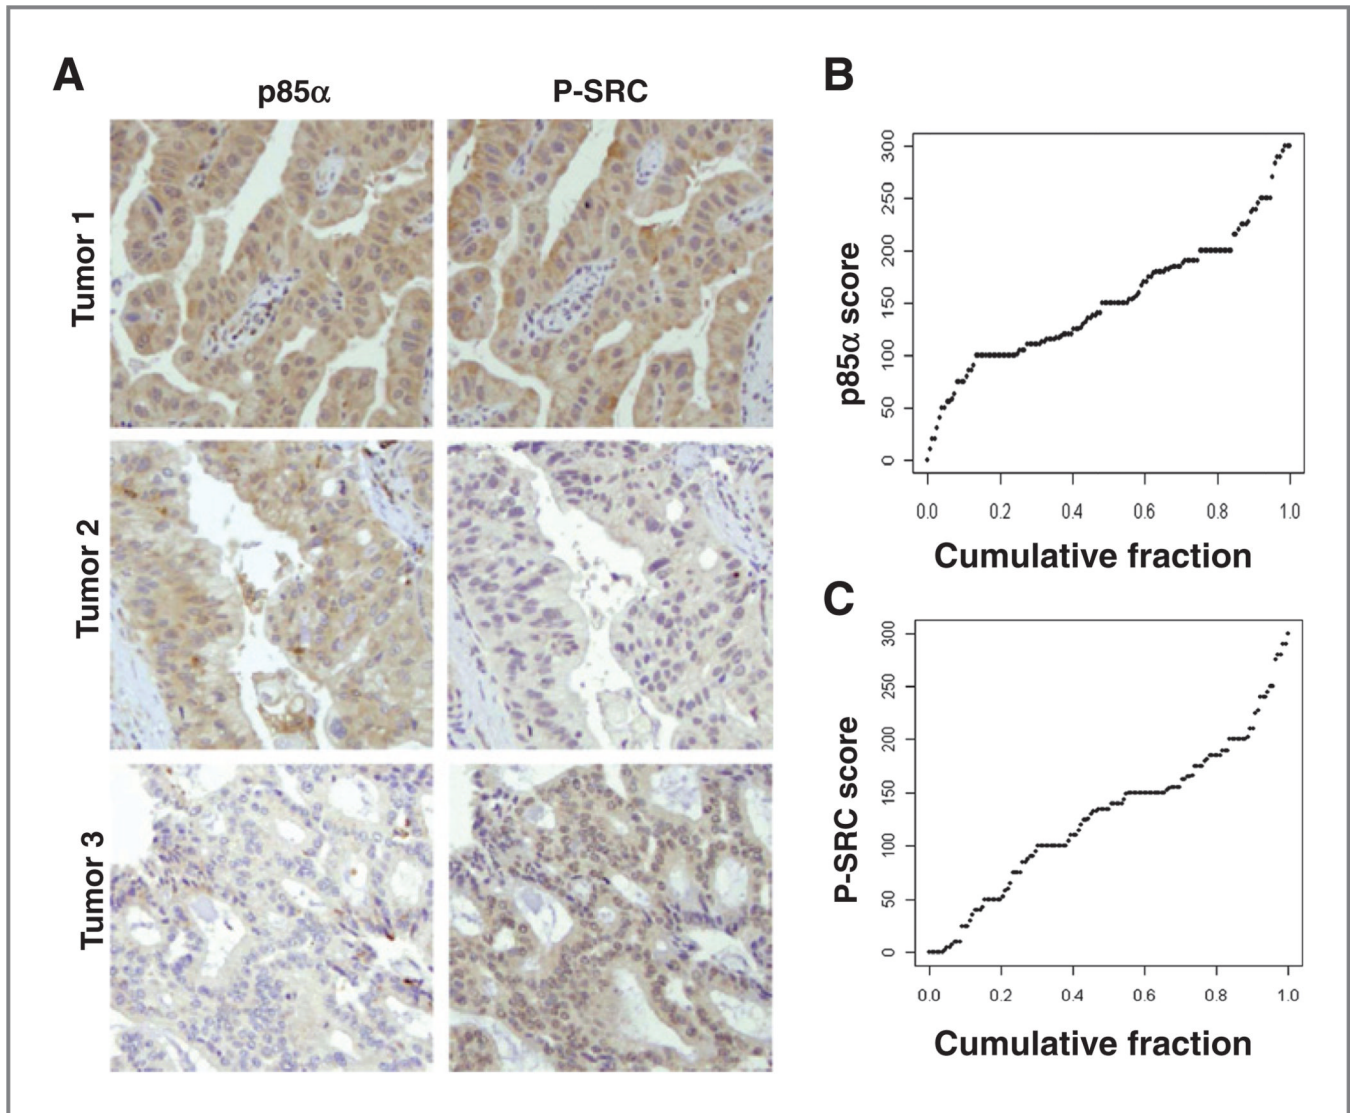 A
p85α
P-SRC
Tumor 1
Tumor 2
Tumor 3
B
p85α score
300
250
200
150
100
50
0
0.0 0.2 0.4 0.6 0.8 1.0
Cumulative fraction
C
P-SRC score
300
250
200
150
100
50
0
0.0 0.2 0.4 0.6 0.8 1.0
Cumulative fraction